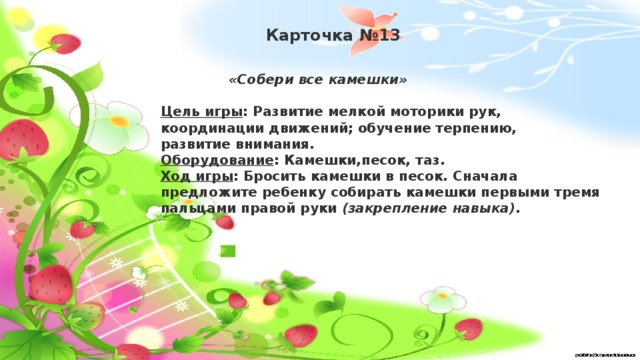 Карточка №13
«Собери все камешки»
Цель игры: Развитие мелкой моторики рук,
координации движений; обучение терпению,
развитие внимания.
Оборудование: Камешки,песок, таз.
Ход игры: Бросить камешки в песок. Сначала
предложите ребенку собирать камешки первыми тремя
пальцами правой руки (закрепление навыка).